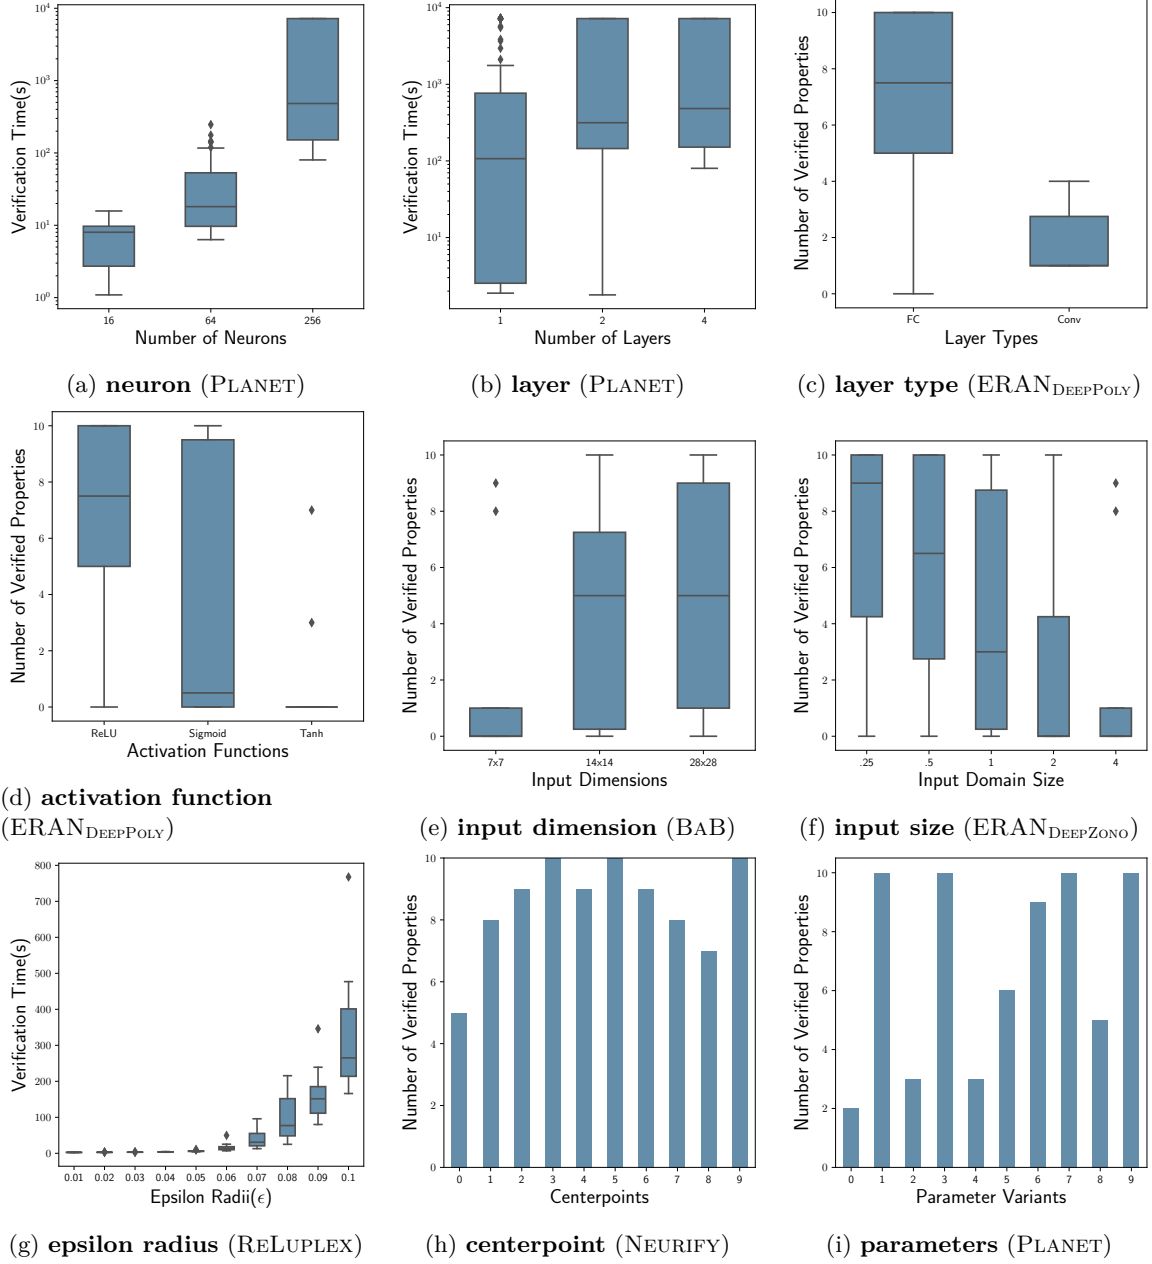 10^4
10^3
10^2
10^1
10^0
Verification Time(s)
16 64 256
Number of Neurons
(a) neuron (PLANET)
10^4
10^3
10^2
10^1
Verification Time(s)
1 2 4
Number of Layers
(b) layer (PLANET)
10
8
6
4
2
0
Number of Verified Properties
FC Conv
Layer Types
(c) layer type (ERAN_DEEPPOLY)
10
8
6
4
2
0
Number of Verified Properties
ReLU Sigmoid Tanh
Activation Functions
(d) activation function
(ERAN_DEEPPOLY)
10
8
6
4
2
0
Number of Verified Properties
7x7 14x14 28x28
Input Dimensions
(e) input dimension (BAB)
10
8
6
4
2
0
Number of Verified Properties
.25 .5 1 2 4
Input Domain Size
(f) input size (ERAN_DEEPZONO)
800
700
600
500
400
300
200
100
0
Verification Time(s)
0.01 0.02 0.03 0.04 0.05 0.06 0.07 0.08 0.09 0.1
Epsilon Radii(ϵ)
(g) epsilon radius (RELUPLEX)
10
8
6
4
2
0
Number of Verified Properties
0 1 2 3 4 5 6 7 8 9
Centerpoints
(h) centerpoint (NEURIFY)
10
8
6
4
2
0
Number of Verified Properties
0 1 2 3 4 5 6 7 8 9
Parameter Variants
(i) parameters (PLANET)